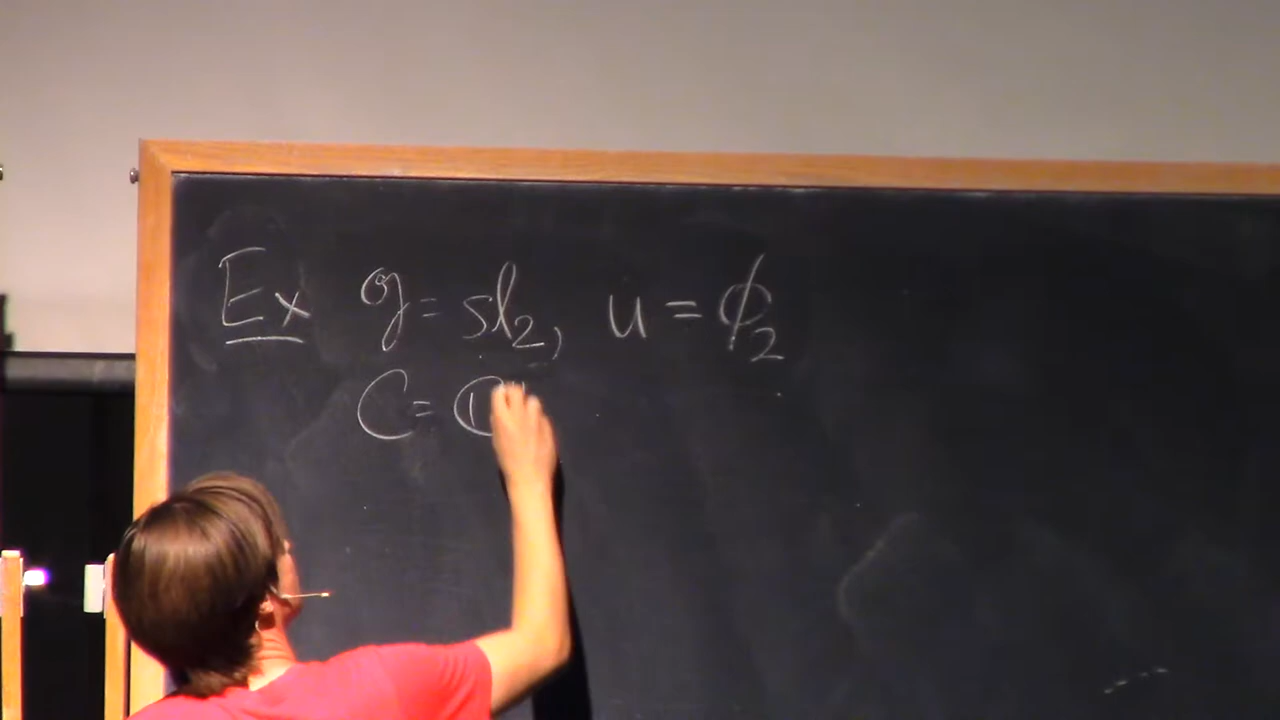 Ex g = sl₂, u = ϕ₂
C = ℂ